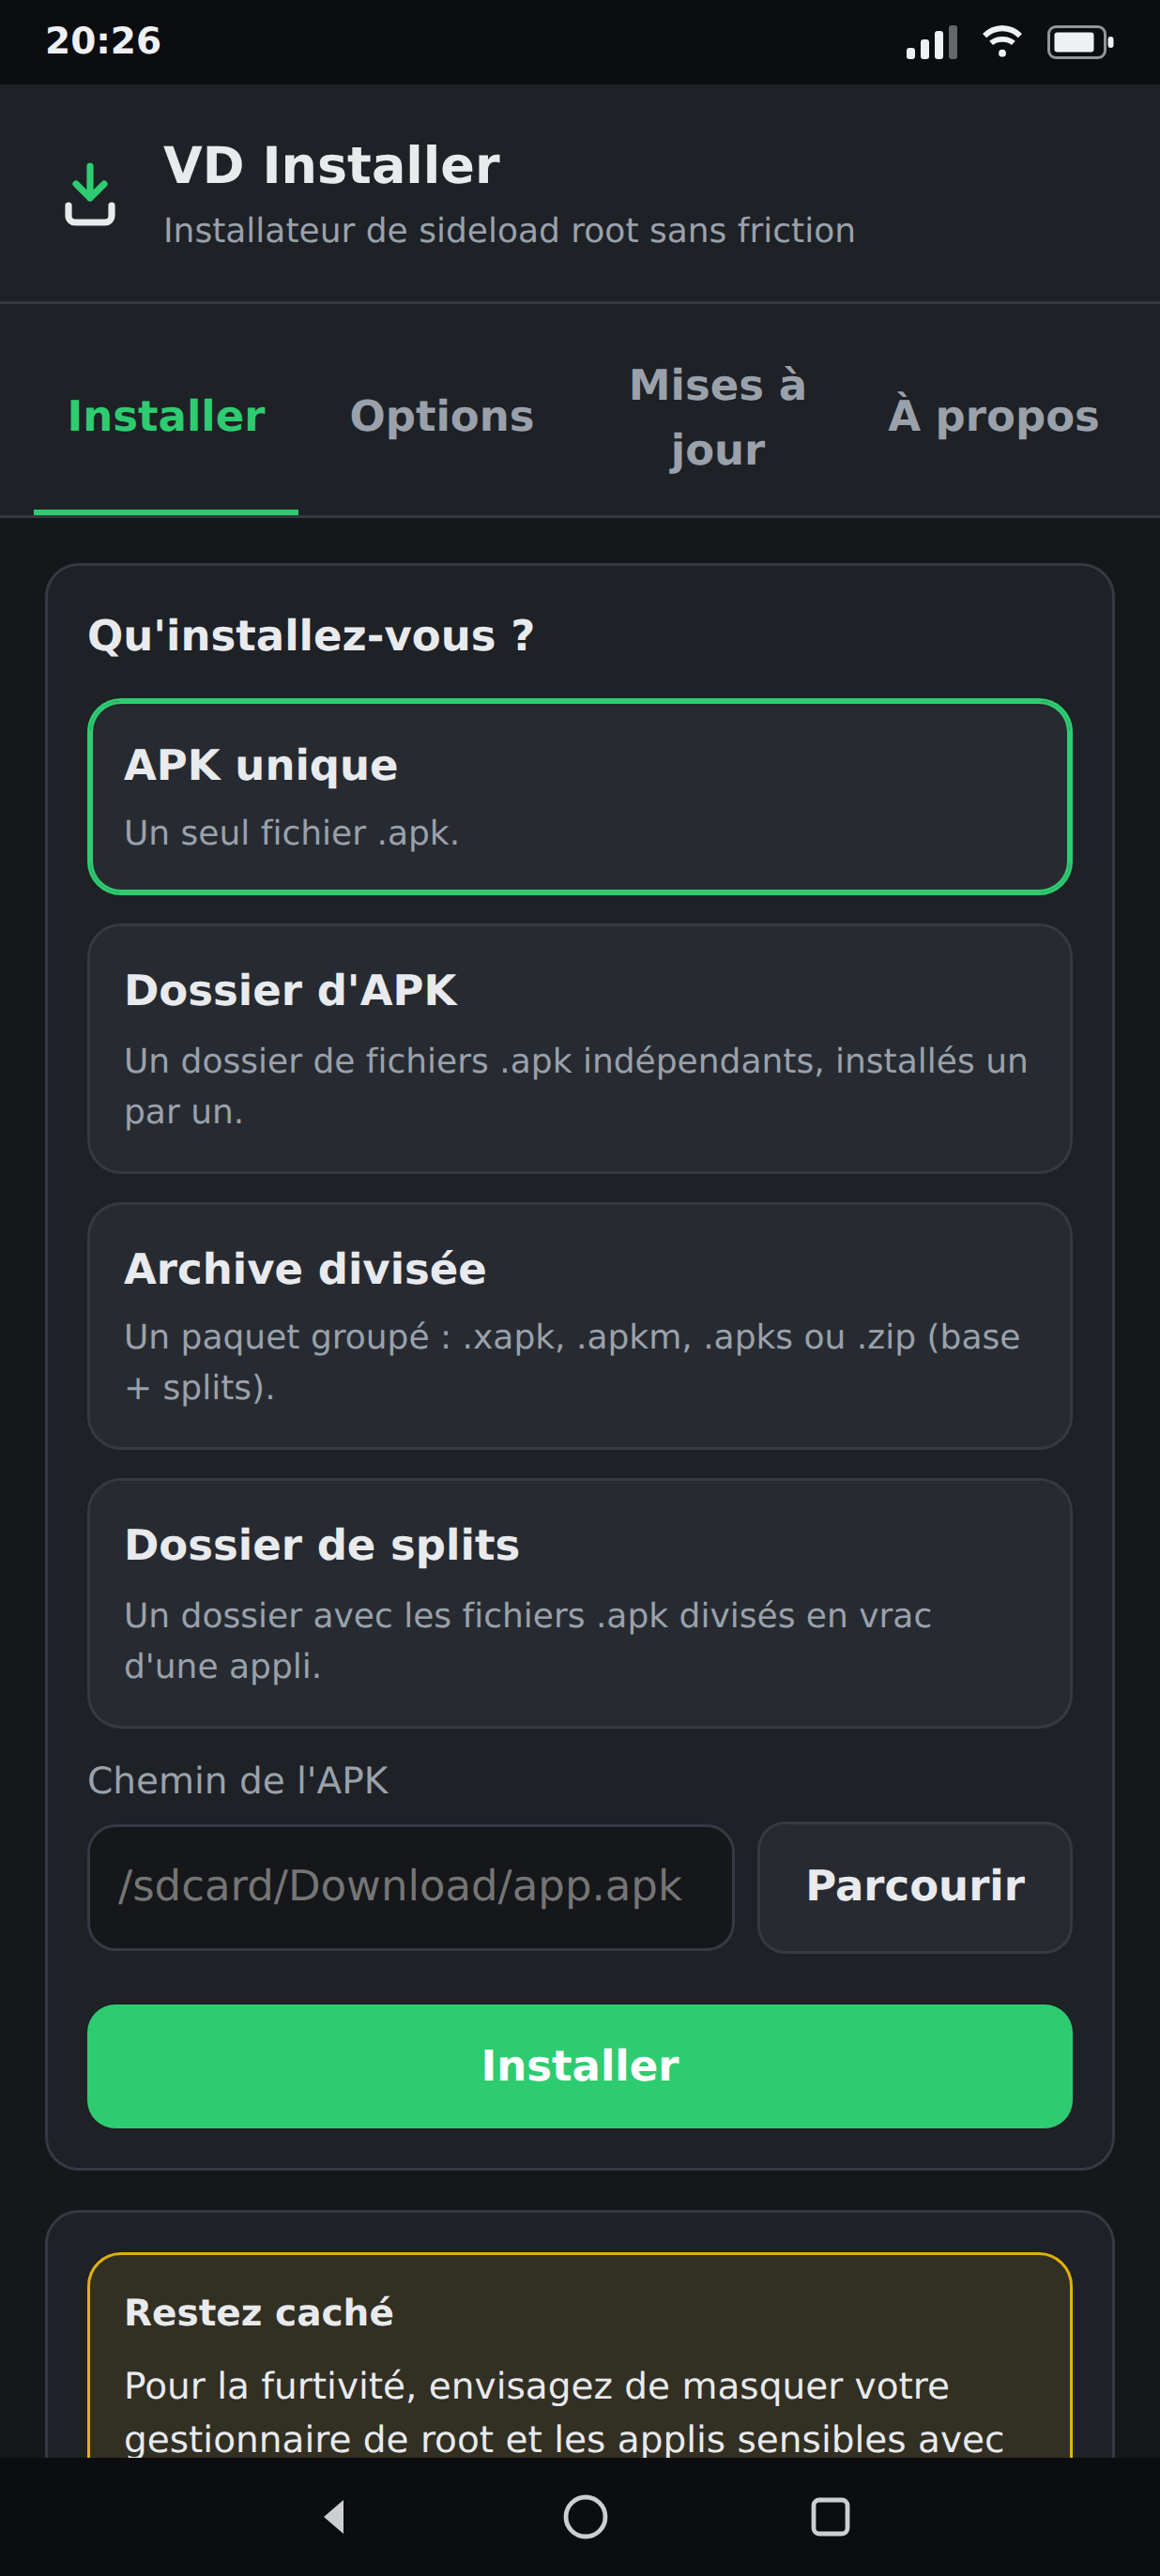 20:26
VD Installer
Installateur de sideload root sans friction
Installer
Options
Mises à
jour
À propos
Qu'installez-vous ?
APK unique
Un seul fichier .apk.
Dossier d'APK
Un dossier de fichiers .apk indépendants, installés un
par un.
Archive divisée
Un paquet groupé : .xapk, .apkm, .apks ou .zip (base
+ splits).
Dossier de splits
Un dossier avec les fichiers .apk divisés en vrac
d'une appli.
Chemin de l'APK
/sdcard/Download/app.apk
Parcourir
Installer
Restez caché
Pour la furtivité, envisagez de masquer votre
gestionnaire de root et les applis sensibles avec